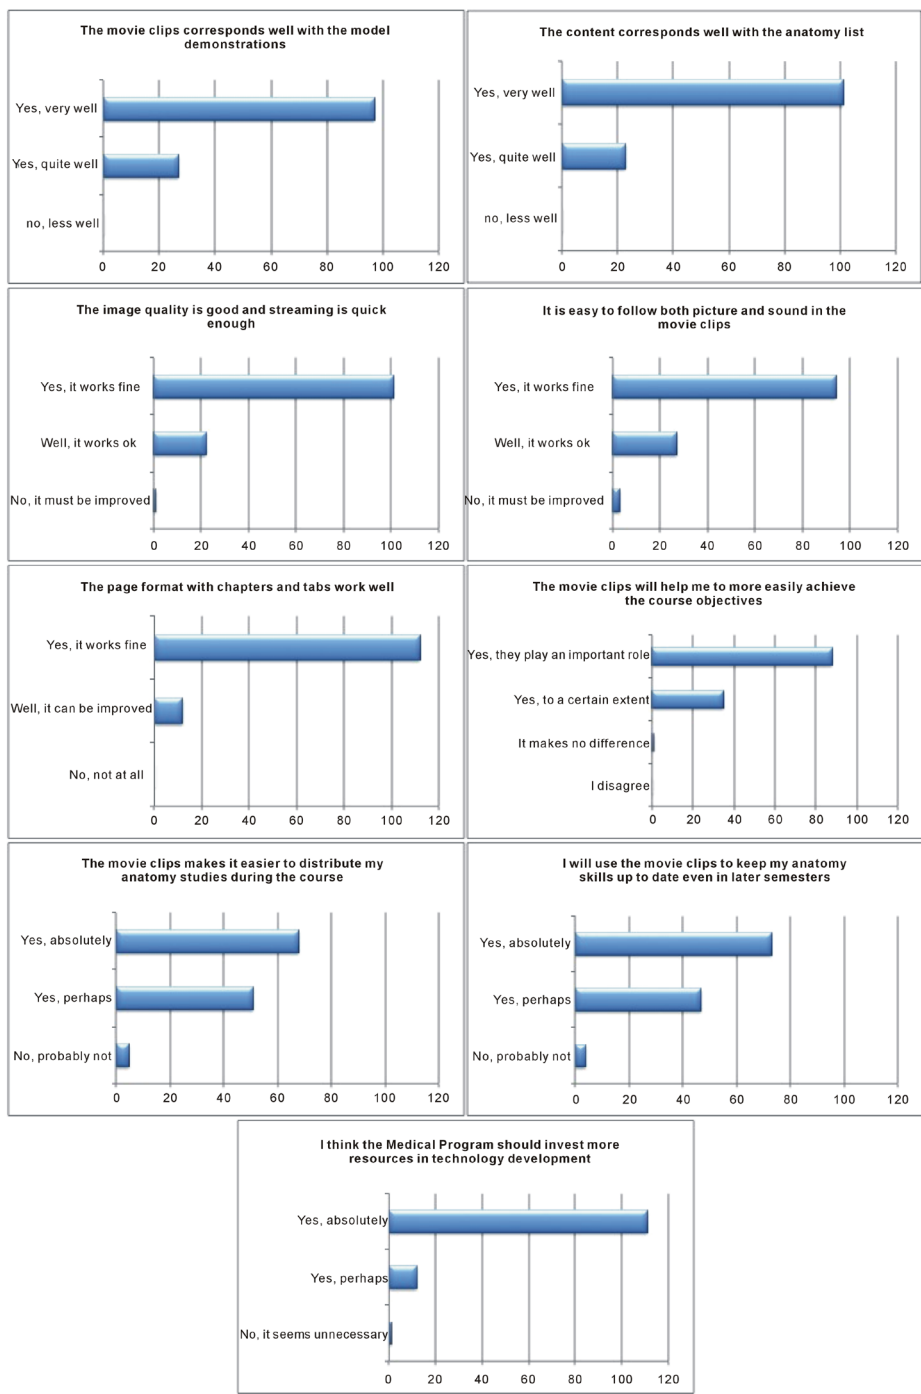 The movie clips corresponds well with the model
demonstrations
Yes, very well
Yes, quite well
no, less well
0 20 40 60 80 100 120
The content corresponds well with the anatomy list
Yes, very well
Yes, quite well
no, less well
0 20 40 60 80 100 120
The image quality is good and streaming is quick
enough
Yes, it works fine
Well, it works ok
No, it must be improved
0 20 40 60 80 100 120
It is easy to follow both picture and sound in the
movie clips
Yes, it works fine
Well, it works ok
No, it must be improved
0 20 40 60 80 100 120
The page format with chapters and tabs work well
Yes, it works fine
Well, it can be improved
No, not at all
0 20 40 60 80 100 120
The movie clips will help me to more easily achieve
the course objectives
Yes, they play an important role
Yes, to a certain extent
It makes no difference
I disagree
0 20 40 60 80 100 120
The movie clips makes it easier to distribute my
anatomy studies during the course
Yes, absolutely
Yes, perhaps
No, probably not
0 20 40 60 80 100 120
I will use the movie clips to keep my anatomy
skills up to date even in later semesters
Yes, absolutely
Yes, perhaps
No, probably not
0 20 40 60 80 100 120
I think the Medical Program should invest more
resources in technology development
Yes, absolutely
Yes, perhaps
No, it seems unnecessary
0 20 40 60 80 100 120